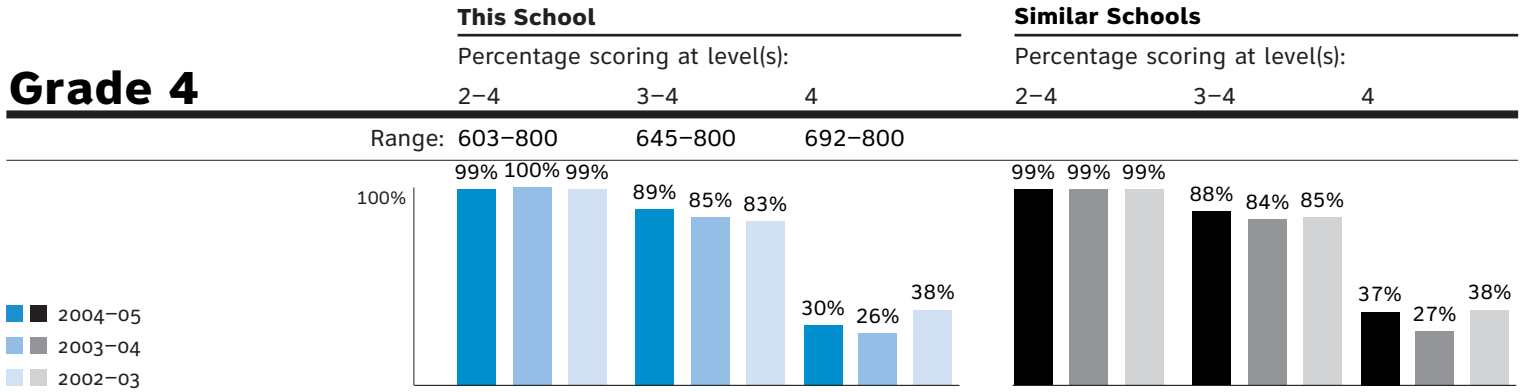 This School Similar Schools
Percentage scoring at level(s): Percentage scoring at level(s):
Grade 4 2–4 3–4 4 2–4 3–4 4
Range: 603–800 645–800 692–800
99% 100% 99% 89% 85% 83% 30% 26% 38% 99% 99% 99% 88% 84% 85% 37% 27% 38%
100%
2004–05
2003–04
2002–03